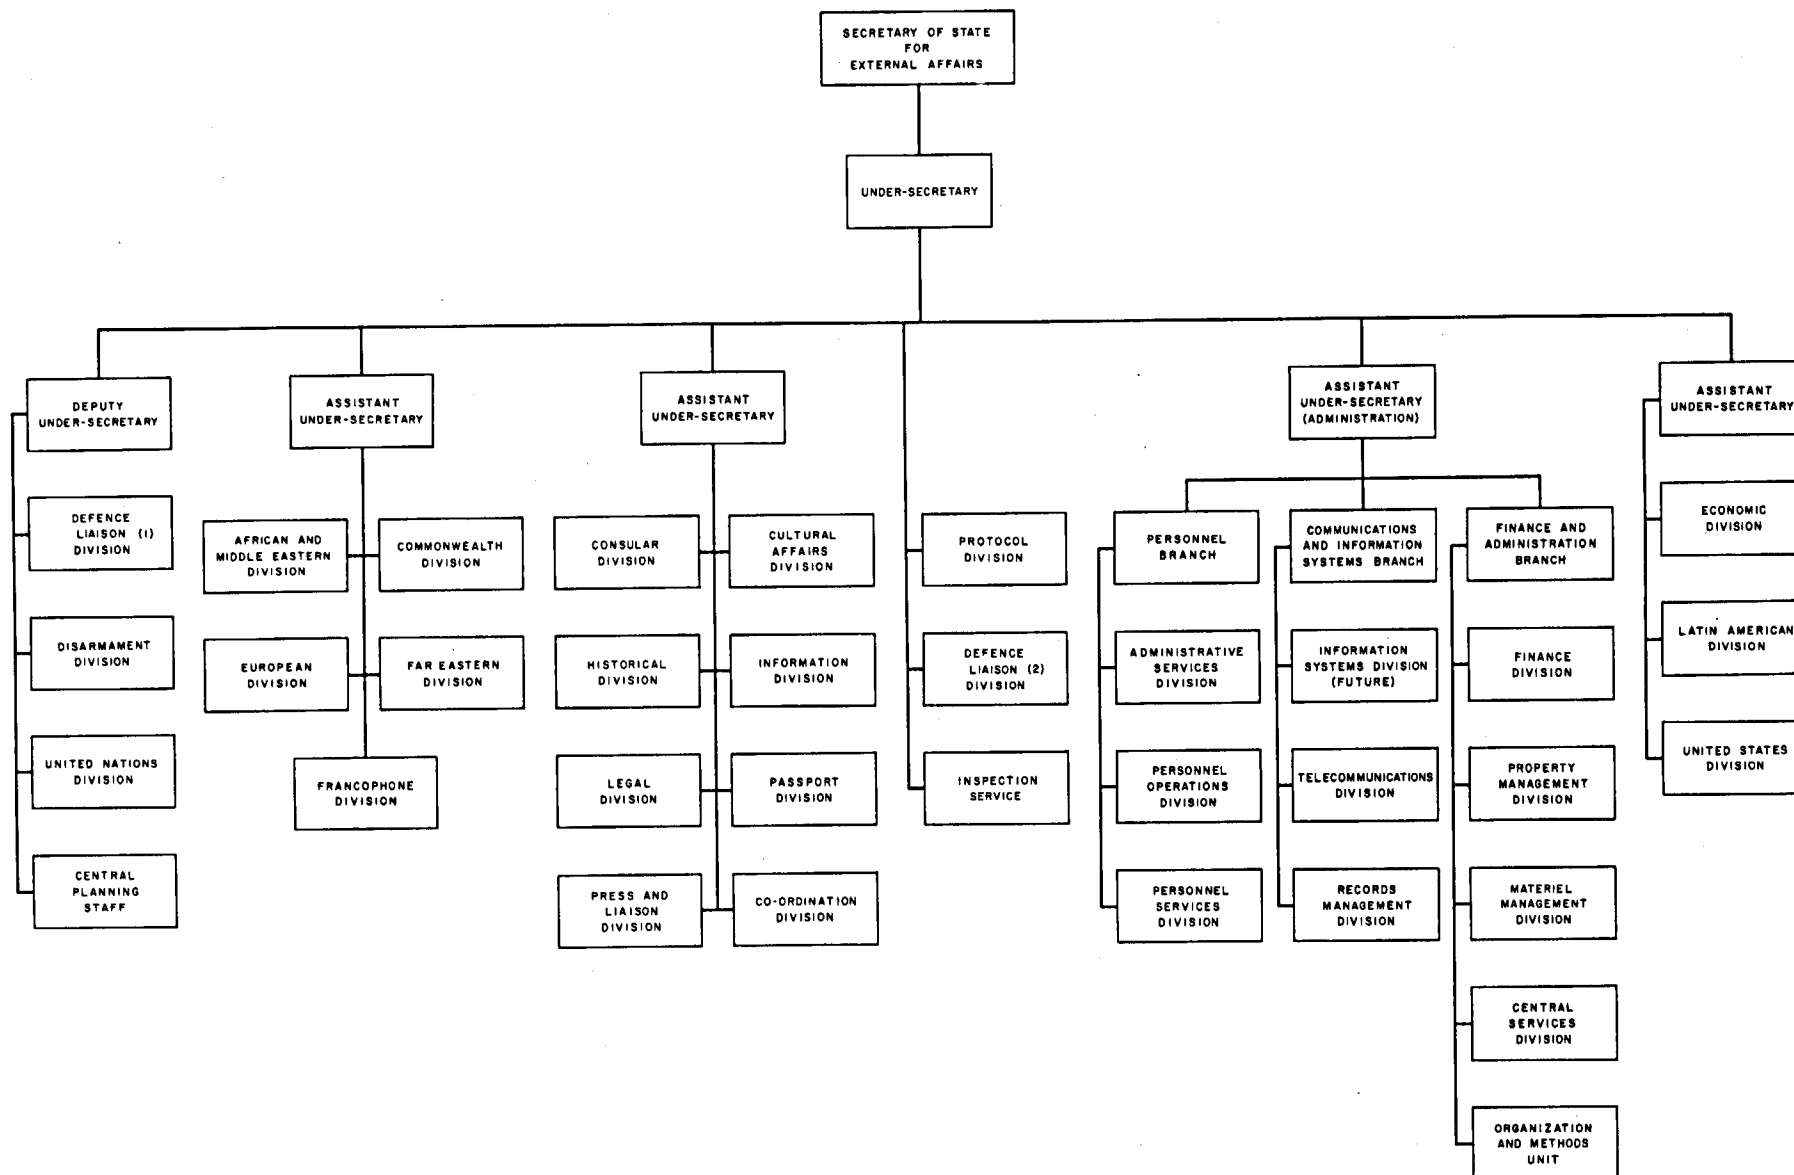 SECRETARY OF STATE
FOR
EXTERNAL AFFAIRS
UNDER-SECRETARY
DEPUTY
UNDER-SECRETARY
DEFENCE
LIAISON (1)
DIVISION
DISARMAMENT
DIVISION
UNITED NATIONS
DIVISION
CENTRAL
PLANNING
STAFF
ASSISTANT
UNDER-SECRETARY
AFRICAN AND
MIDDLE EASTERN
DIVISION
COMMONWEALTH
DIVISION
EUROPEAN
DIVISION
FAR EASTERN
DIVISION
FRANCOPHONE
DIVISION
ASSISTANT
UNDER-SECRETARY
CONSULAR
DIVISION
CULTURAL
AFFAIRS
DIVISION
HISTORICAL
DIVISION
INFORMATION
DIVISION
LEGAL
DIVISION
PASSPORT
DIVISION
PRESS AND
LIAISON
DIVISION
CO-ORDINATION
DIVISION
PROTOCOL
DIVISION
DEFENCE
LIAISON (2)
DIVISION
INSPECTION
SERVICE
ASSISTANT
UNDER-SECRETARY
(ADMINISTRATION)
PERSONNEL
BRANCH
ADMINISTRATIVE
SERVICES
DIVISION
PERSONNEL
OPERATIONS
DIVISION
PERSONNEL
SERVICES
DIVISION
COMMUNICATIONS
AND INFORMATION
SYSTEMS BRANCH
INFORMATION
SYSTEMS DIVISION
(FUTURE)
TELECOMMUNICATIONS
DIVISION
RECORDS
MANAGEMENT
DIVISION
FINANCE AND
ADMINISTRATION
BRANCH
FINANCE
DIVISION
PROPERTY
MANAGEMENT
DIVISION
MATERIEL
MANAGEMENT
DIVISION
CENTRAL
SERVICES
DIVISION
ORGANIZATION
AND METHODS
UNIT
ASSISTANT
UNDER-SECRETARY
ECONOMIC
DIVISION
LATIN AMERICAN
DIVISION
UNITED STATES
DIVISION